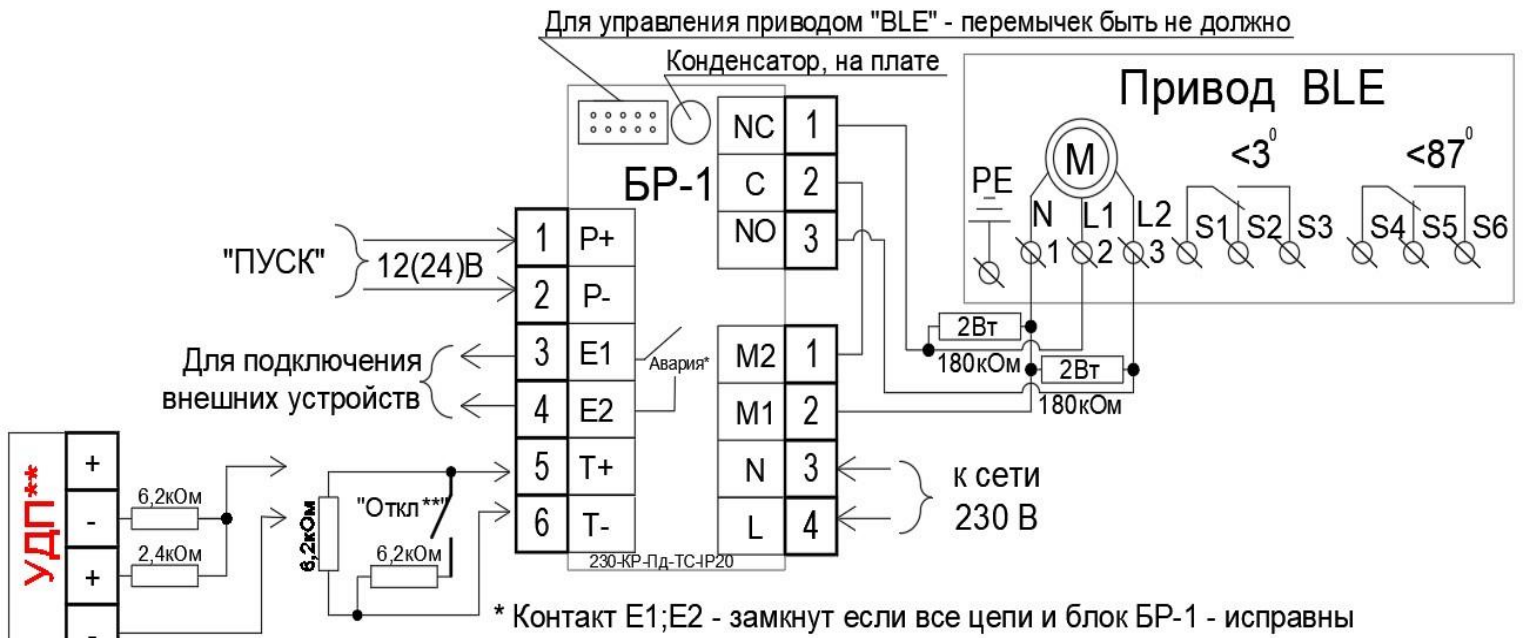 Для управления приводом "BLE" - перемычек быть не должно
Конденсатор, на плате
Привод BLE
NC 1
C 2
NO 3
БР-1
M
PE
N L1 L2
1 2 3
<3⁰
S1 S2 S3
<87⁰
S4 S5 S6
"ПУСК"
12(24)В
1 P+
2 P-
3 E1
4 E2
5 T+
6 T-
Авария*
Для подключения
внешних устройств
M2 1
M1 2
N 3
L 4
2Вт
180кОм
2Вт
180кОм
к сети
230 В
УДП**
+
-
+
-
6,2кОм
2,4кОм
6,2кОм
"Откл**"
6,2кОм
230-КР-Пд-ТС-IP20
* Контакт E1;E2 - замкнут если все цепи и блок БР-1 - исправны